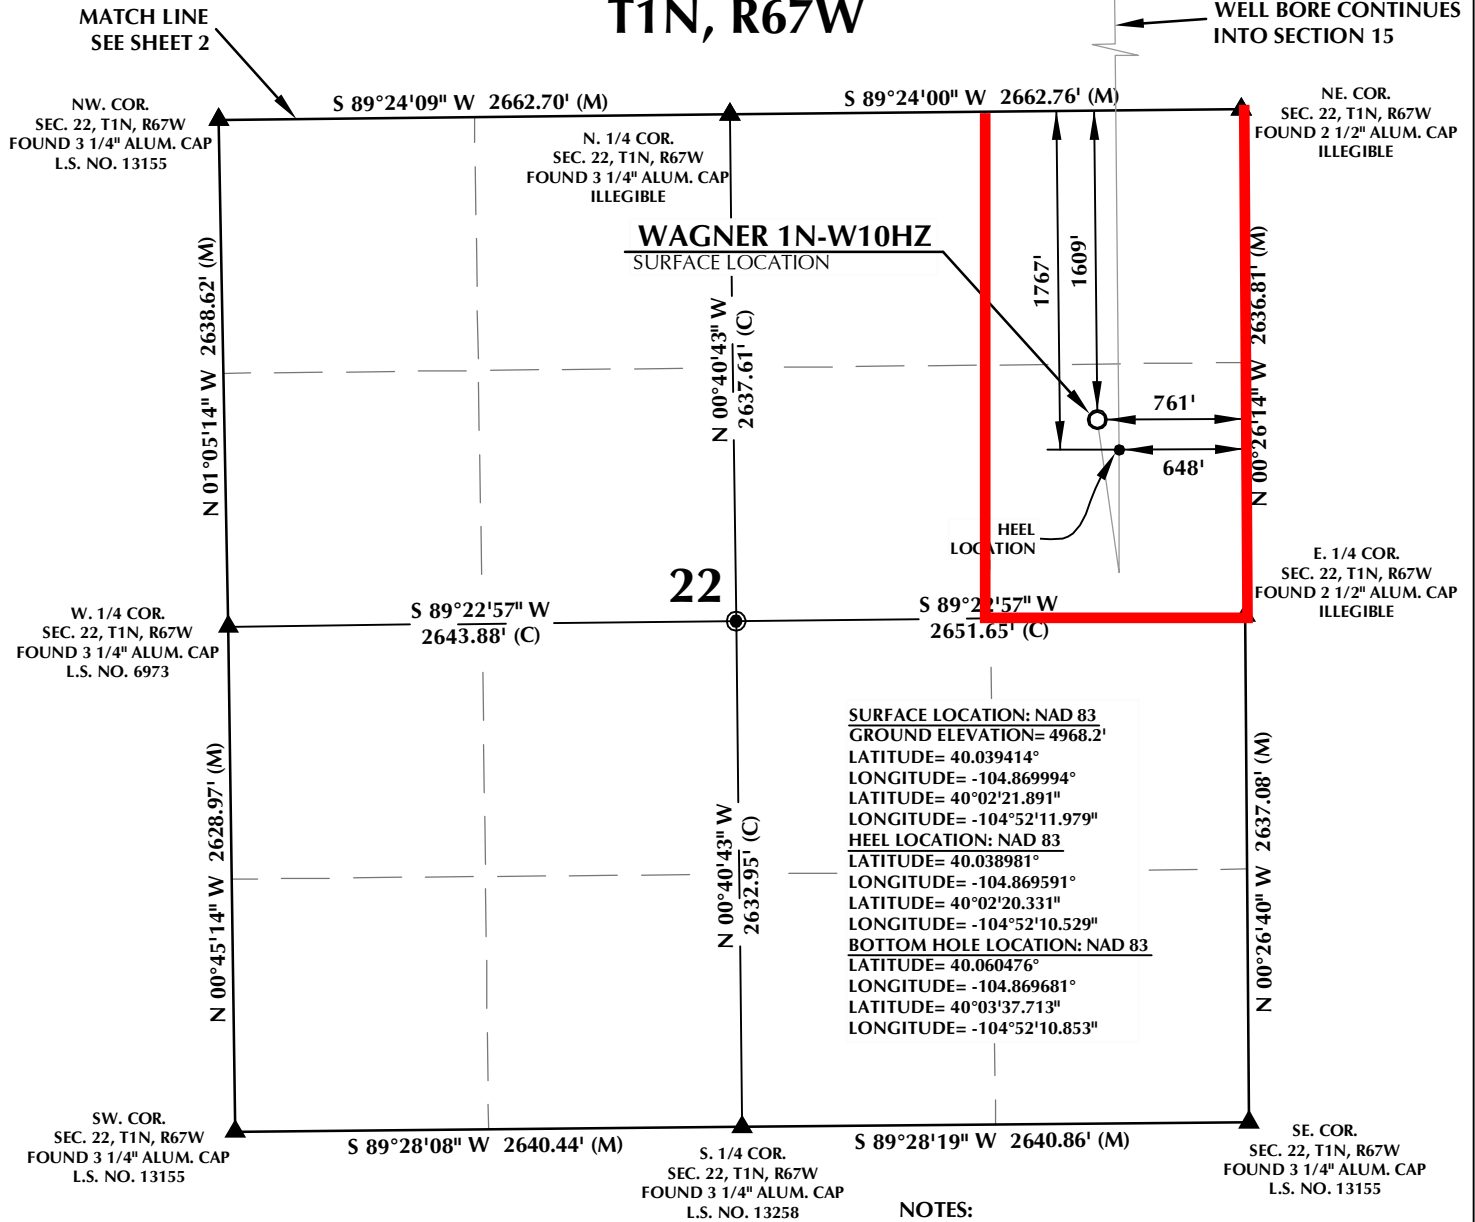 T1N, R67W
MATCH LINE
SEE SHEET 2
WELL BORE CONTINUES
INTO SECTION 15
NW. COR.
SEC. 22, T1N, R67W
FOUND 3 1/4" ALUM. CAP
L.S. NO. 13155
S 89°24'09" W 2662.70' (M)
N. 1/4 COR.
SEC. 22, T1N, R67W
FOUND 3 1/4" ALUM. CAP
ILLEGIBLE
S 89°24'00" W 2662.76' (M)
NE. COR.
SEC. 22, T1N, R67W
FOUND 2 1/2" ALUM. CAP
ILLEGIBLE
WAGNER 1N-W10HZ
SURFACE LOCATION
N 01°05'14" W 2638.62' (M)
N 00°40'43" W
2637.61' (C)
1767'
1609'
761'
648'
N 00°26'14" W 2636.81' (M)
HEEL
LOCATION
22
W. 1/4 COR.
SEC. 22, T1N, R67W
FOUND 3 1/4" ALUM. CAP
L.S. NO. 6973
S 89°22'57" W
2643.88' (C)
S 89°22'57" W
2651.65' (C)
E. 1/4 COR.
SEC. 22, T1N, R67W
FOUND 2 1/2" ALUM. CAP
ILLEGIBLE
N 00°45'14" W 2628.97' (M)
N 00°40'43" W
2632.95' (C)
SURFACE LOCATION: NAD 83
GROUND ELEVATION= 4968.2'
LATITUDE= 40.039414°
LONGITUDE= -104.869994°
LATITUDE= 40°02'21.891"
LONGITUDE= -104°52'11.979"
HEEL LOCATION: NAD 83
LATITUDE= 40.038981°
LONGITUDE= -104.869591°
LATITUDE= 40°02'20.331"
LONGITUDE= -104°52'10.529"
BOTTOM HOLE LOCATION: NAD 83
LATITUDE= 40.060476°
LONGITUDE= -104.869681°
LATITUDE= 40°03'37.713"
LONGITUDE= -104°52'10.853"
N 00°26'40" W 2637.08' (M)
SW. COR.
SEC. 22, T1N, R67W
FOUND 3 1/4" ALUM. CAP
L.S. NO. 13155
S 89°28'08" W 2640.44' (M)
S. 1/4 COR.
SEC. 22, T1N, R67W
FOUND 3 1/4" ALUM. CAP
L.S. NO. 13258
S 89°28'19" W 2640.86' (M)
SE. COR.
SEC. 22, T1N, R67W
FOUND 3 1/4" ALUM. CAP
L.S. NO. 13155
NOTES: